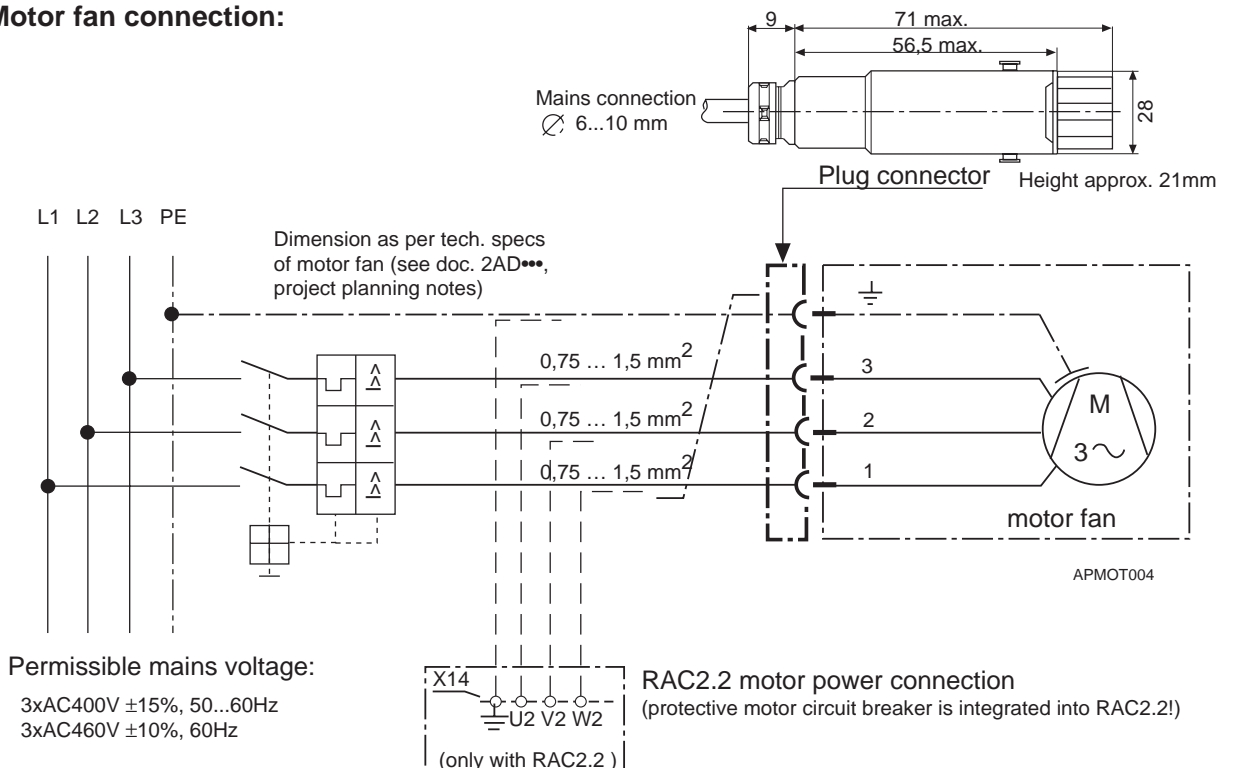 Motor fan connection:
9
71 max.
56,5 max.
Mains connection
∅ 6...10 mm
28
Plug connector
Height approx. 21mm
L1 L2 L3 PE
Dimension as per tech. specs
of motor fan (see doc. 2AD•••,
project planning notes)
0,75 … 1,5 mm²
3
0,75 … 1,5 mm²
2
0,75 … 1,5 mm²
1
M
3～
motor fan
APMOT004
Permissible mains voltage:
3xAC400V ±15%, 50...60Hz
3xAC460V ±10%, 60Hz
X14
U2 V2 W2
(only with RAC2.2 )
RAC2.2 motor power connection
(protective motor circuit breaker is integrated into RAC2.2!)